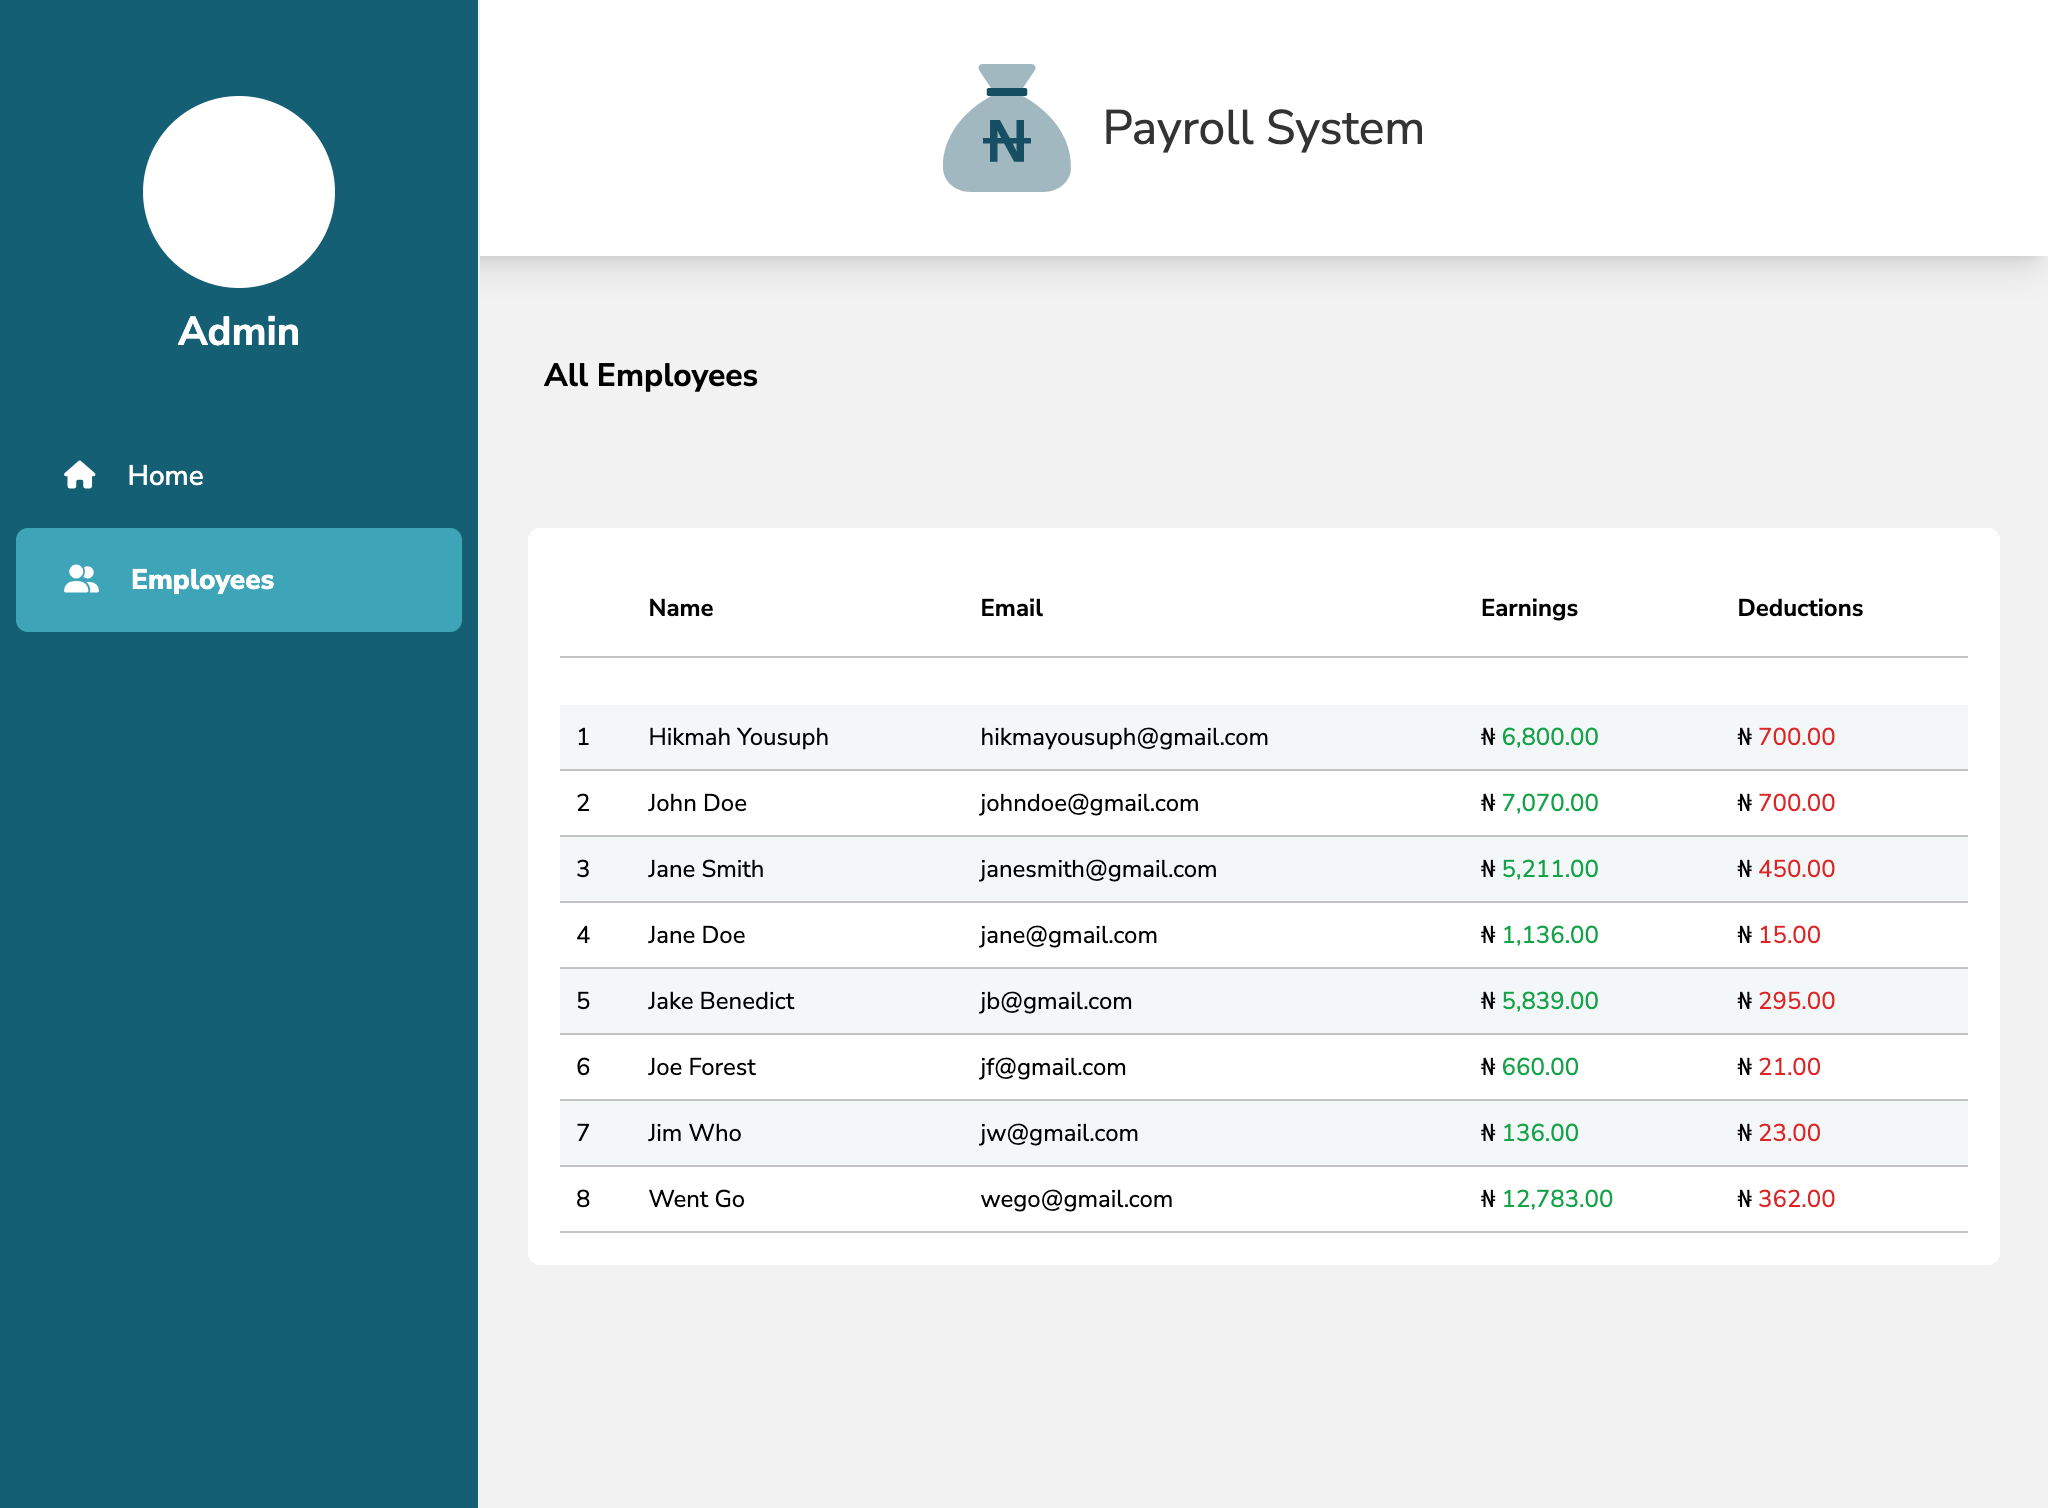 ₦ Payroll System
Admin
Home
Employees
All Employees
Name Email Earnings Deductions
1 Hikmah Yousuph hikmayousuph@gmail.com ₦ 6,800.00 ₦ 700.00
2 John Doe johndoe@gmail.com ₦ 7,070.00 ₦ 700.00
3 Jane Smith janesmith@gmail.com ₦ 5,211.00 ₦ 450.00
4 Jane Doe jane@gmail.com ₦ 1,136.00 ₦ 15.00
5 Jake Benedict jb@gmail.com ₦ 5,839.00 ₦ 295.00
6 Joe Forest jf@gmail.com ₦ 660.00 ₦ 21.00
7 Jim Who jw@gmail.com ₦ 136.00 ₦ 23.00
8 Went Go wego@gmail.com ₦ 12,783.00 ₦ 362.00